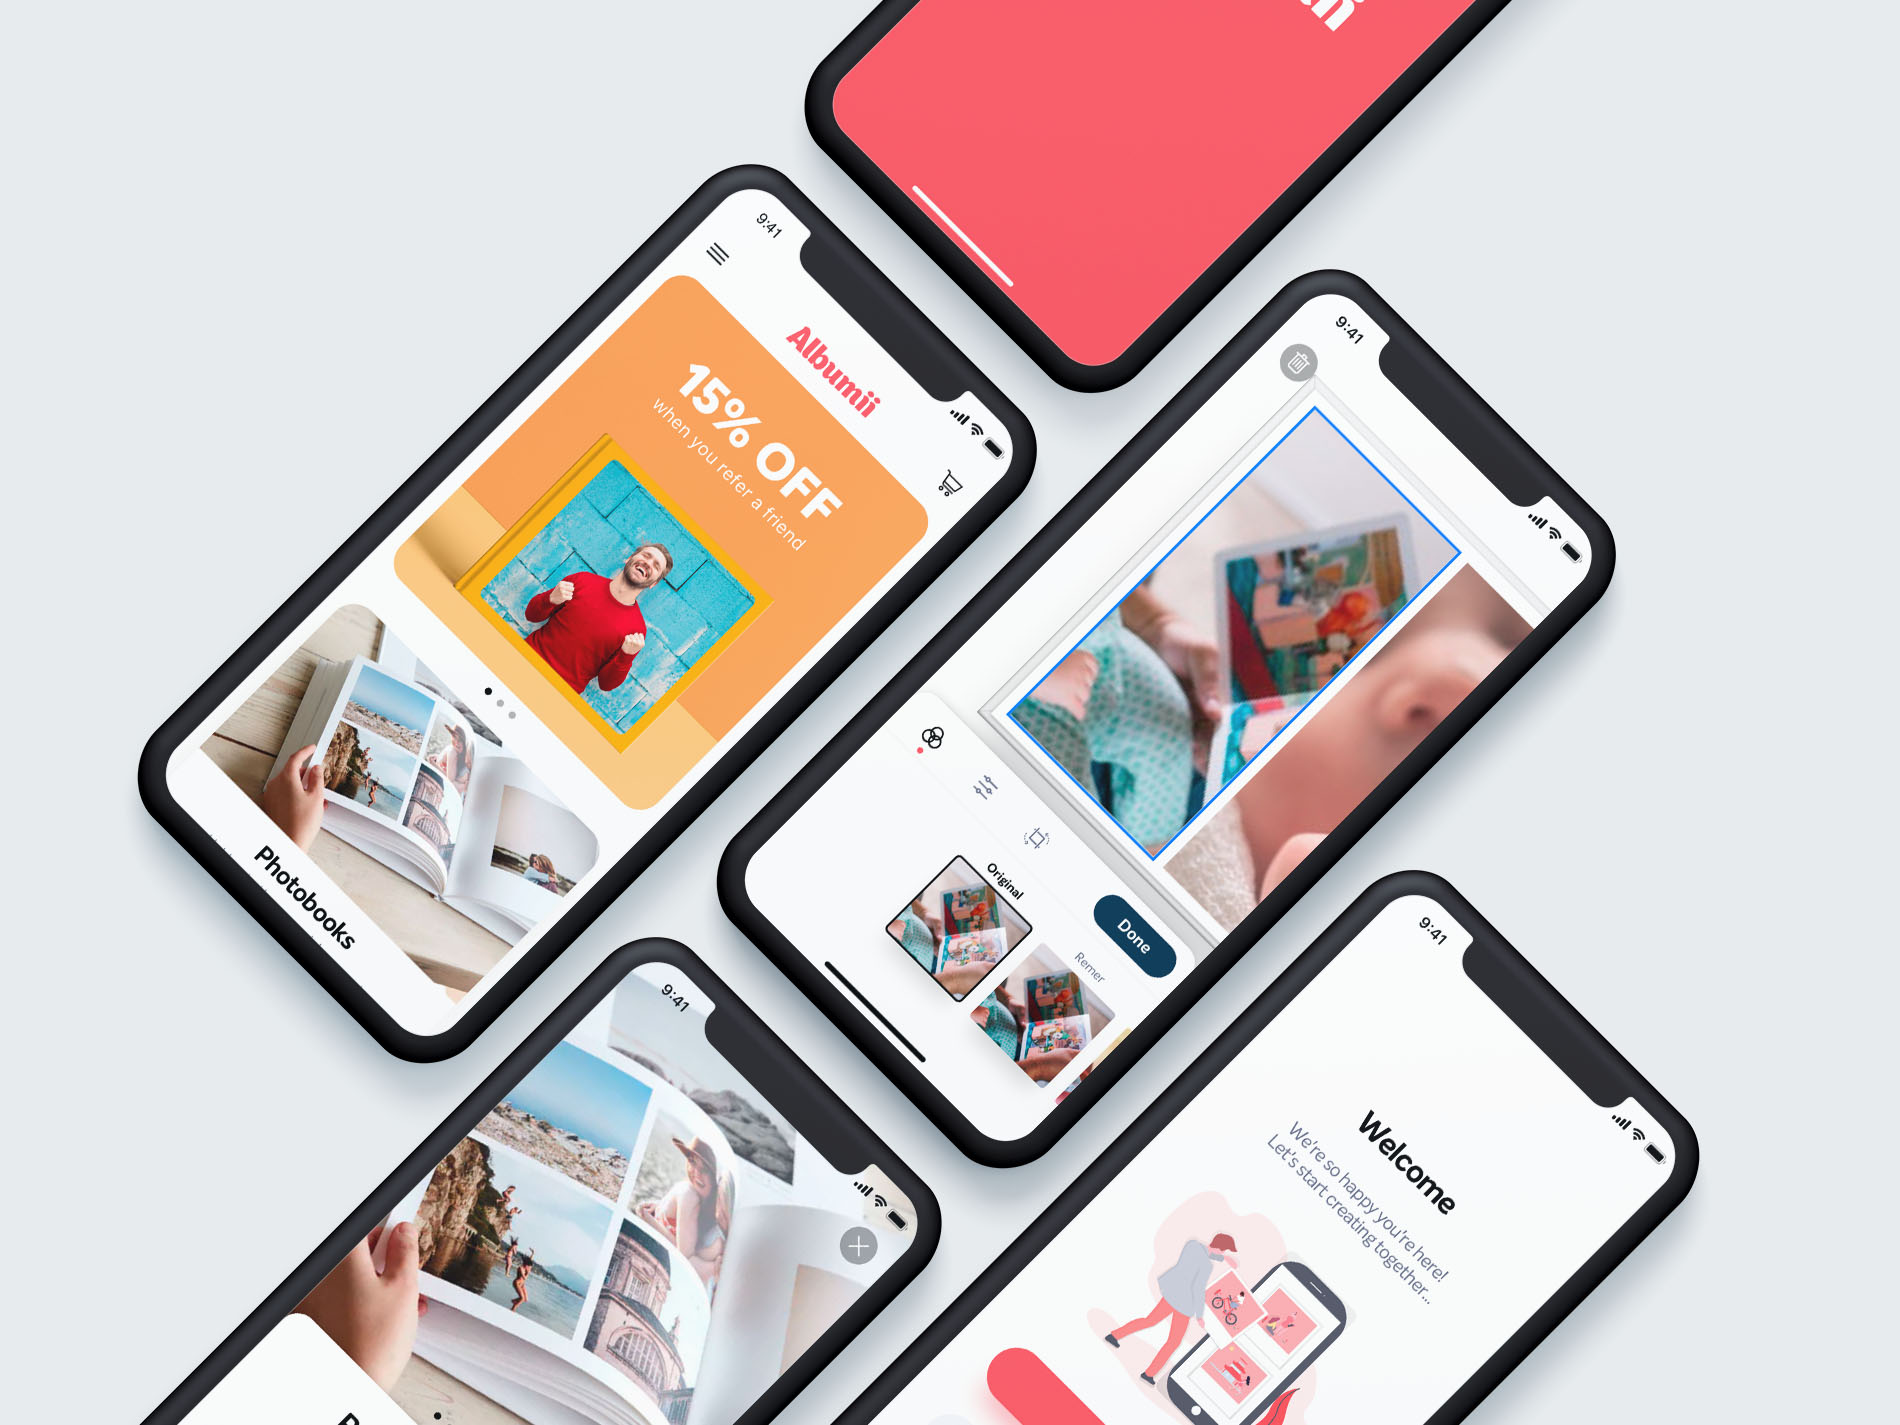 9:41
Albumii
15% OFF
when you refer a friend
Photobooks
9:41
Original
Remer
Done
9:41
9:41
Welcome
We're so happy you're here!
Let's start creating together...